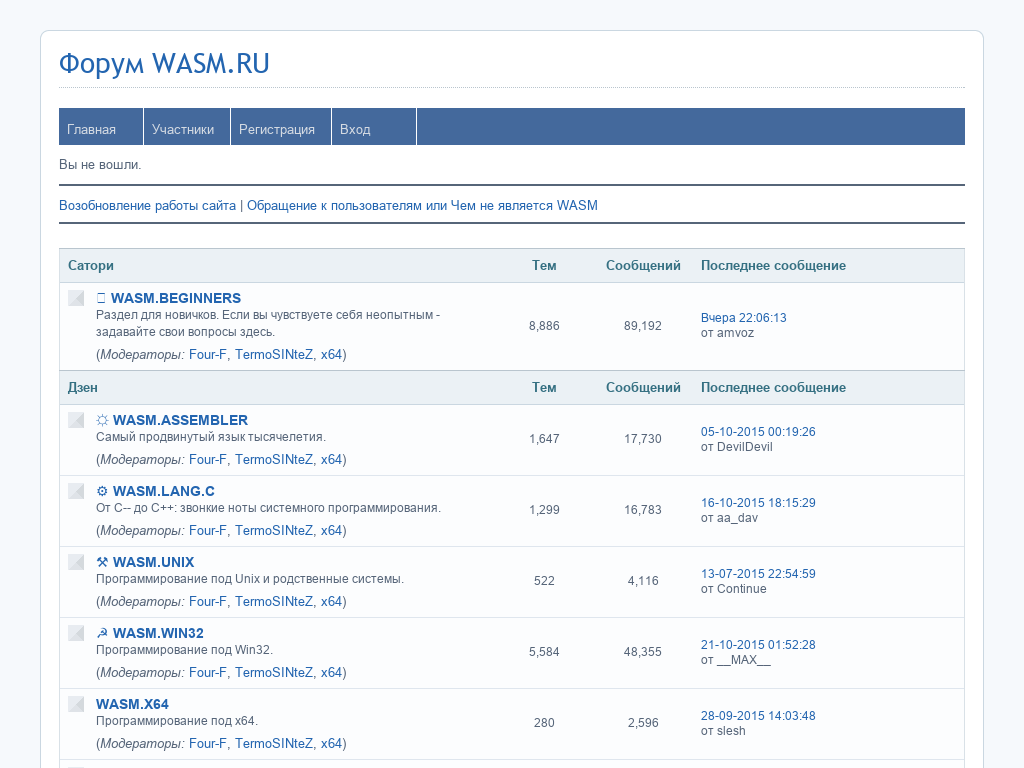 Форум WASM.RU
Главная Участники Регистрация Вход
Вы не вошли.
Возобновление работы сайта | Обращение к пользователям или Чем не является WASM
Сатори Тем Сообщений Последнее сообщение
WASM.BEGINNERS
Раздел для новичков. Если вы чувствуете себя неопытным -
задавайте свои вопросы здесь.
(Модераторы: Four-F, TermoSINteZ, x64)
8,886 89,192 Вчера 22:06:13
от amvoz
Дзен Тем Сообщений Последнее сообщение
☼ WASM.ASSEMBLER
Самый продвинутый язык тысячелетия.
(Модераторы: Four-F, TermoSINteZ, x64)
1,647 17,730 05-10-2015 00:19:26
от DevilDevil
⚙ WASM.LANG.C
От C-- до C++: звонкие ноты системного программирования.
(Модераторы: Four-F, TermoSINteZ, x64)
1,299 16,783 16-10-2015 18:15:29
от aa_dav
⚒ WASM.UNIX
Программирование под Unix и родственные системы.
(Модераторы: Four-F, TermoSINteZ, x64)
522 4,116 13-07-2015 22:54:59
от Continue
☭ WASM.WIN32
Программирование под Win32.
(Модераторы: Four-F, TermoSINteZ, x64)
5,584 48,355 21-10-2015 01:52:28
от __MAX__
WASM.X64
Программирование под x64.
(Модераторы: Four-F, TermoSINteZ, x64)
280 2,596 28-09-2015 14:03:48
от slesh